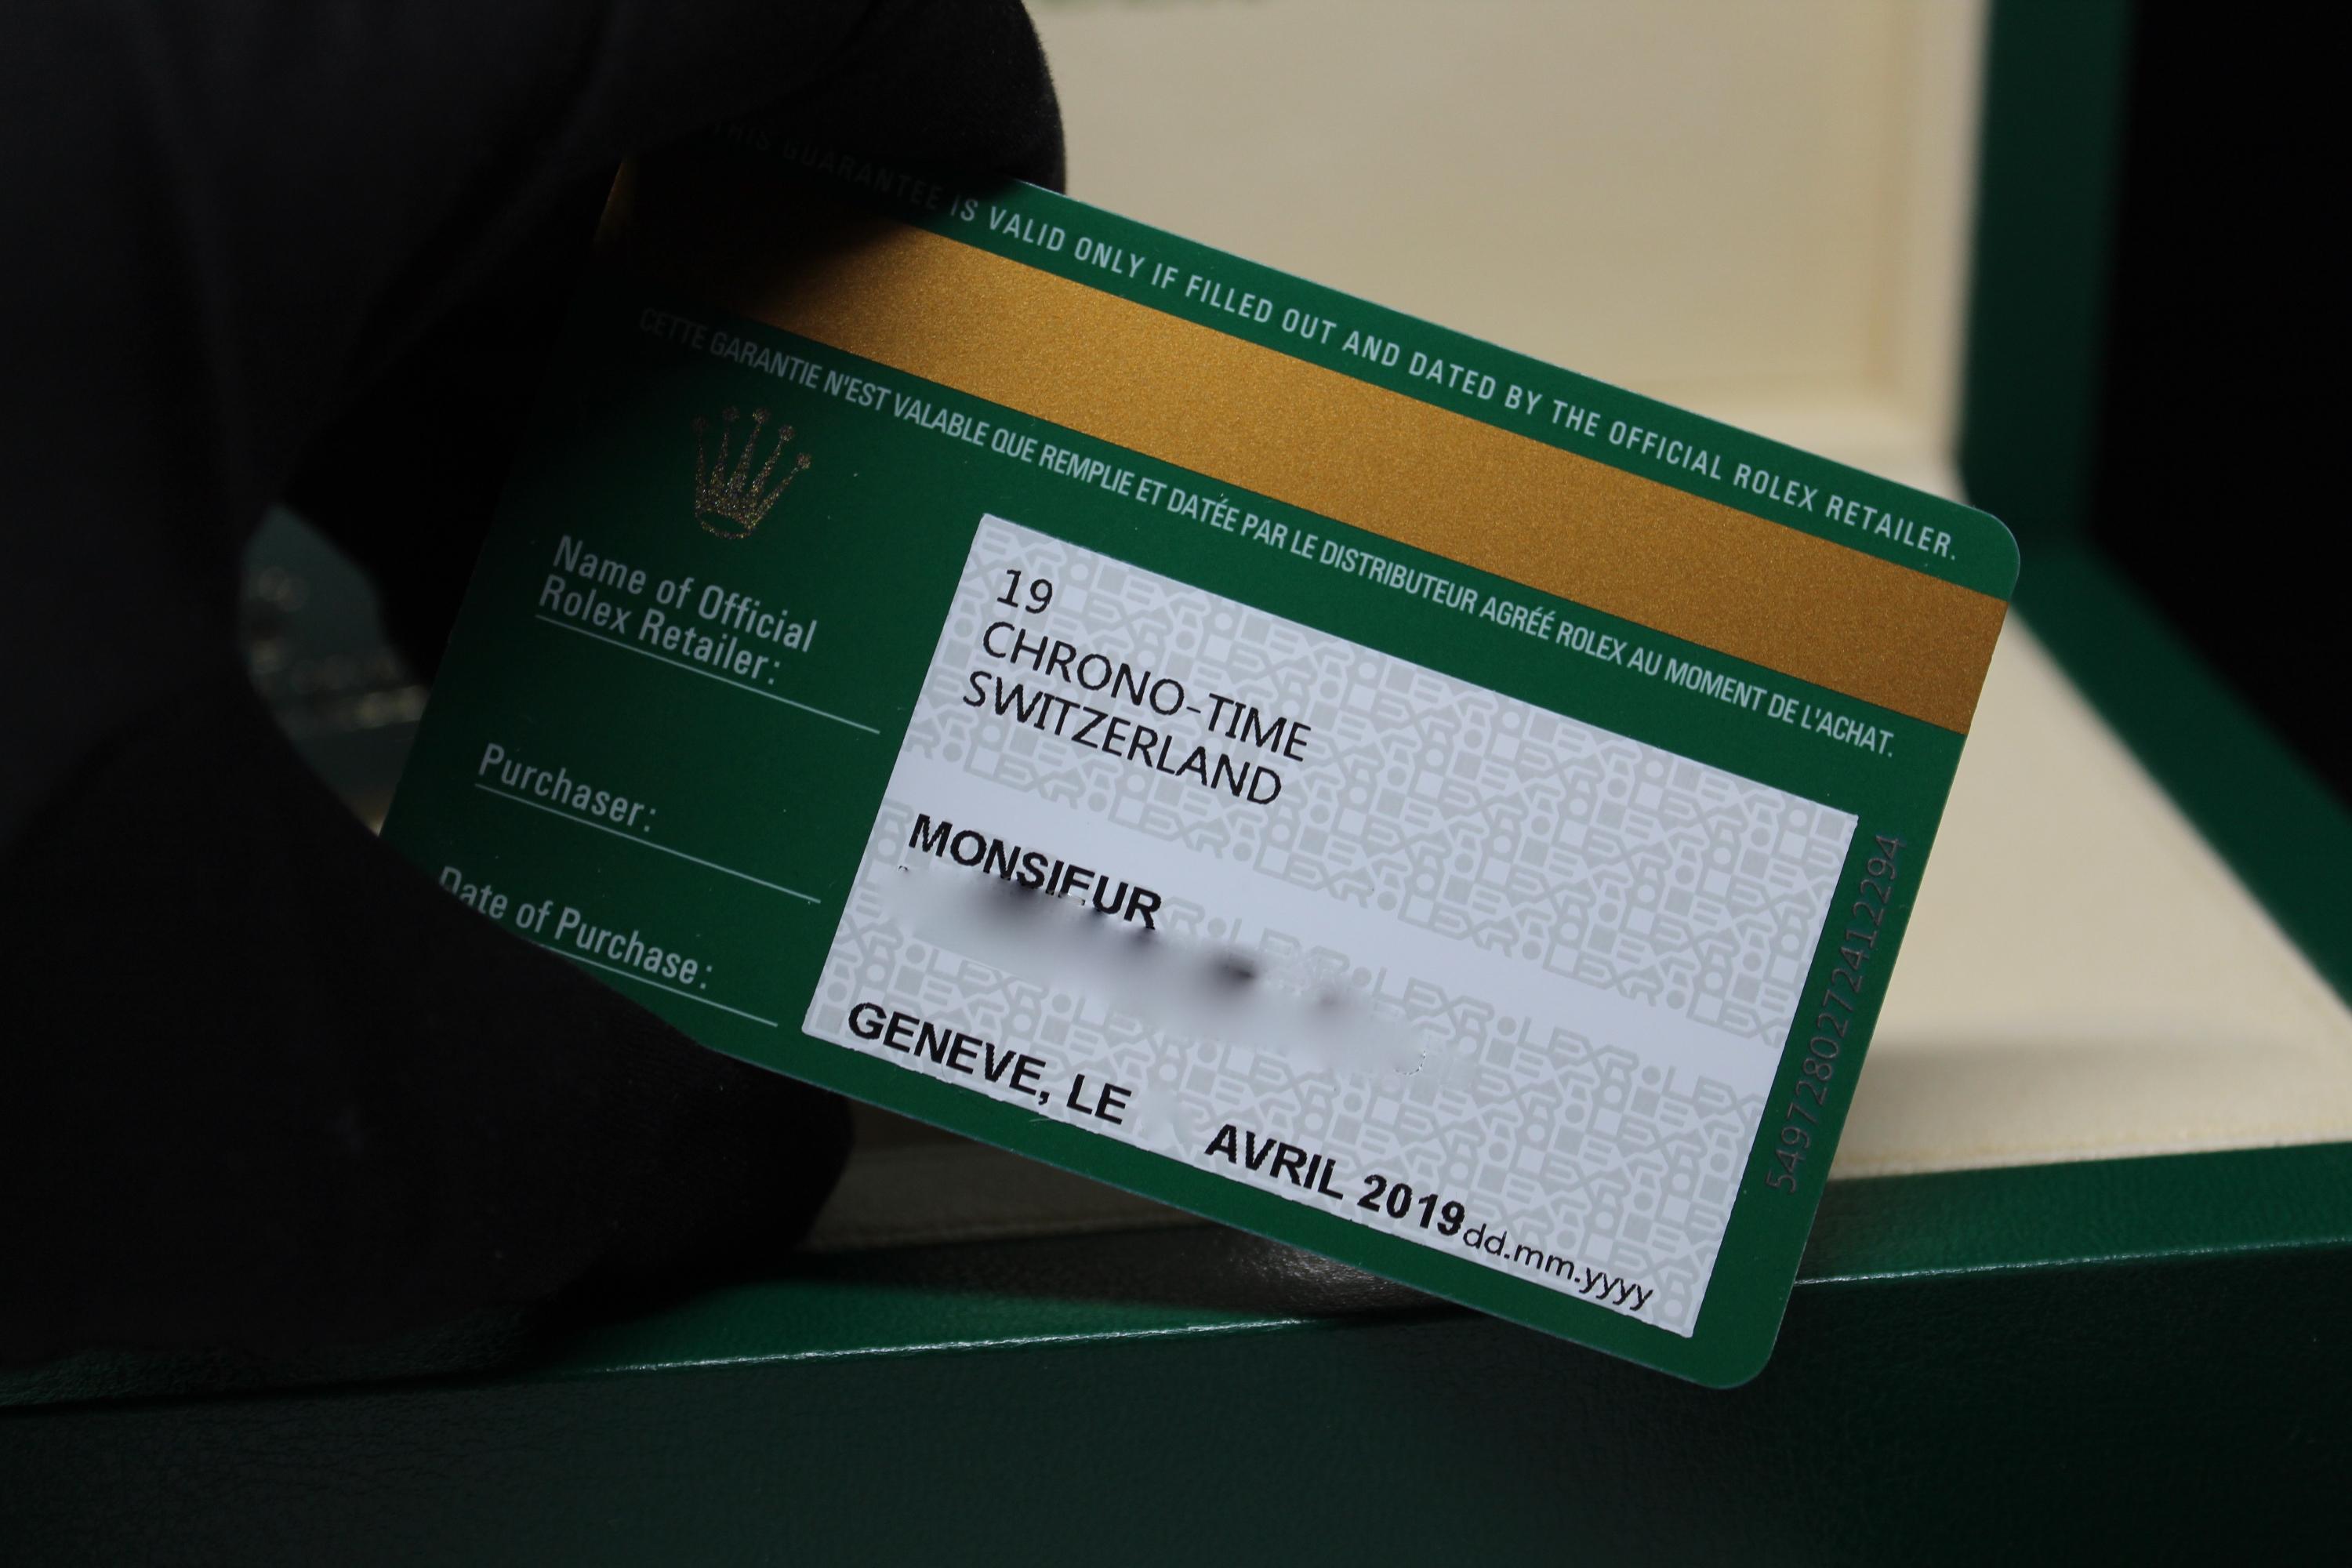 THIS GUARANTEE IS VALID ONLY IF FILLED OUT AND DATED BY THE OFFICIAL ROLEX RETAILER.
CETTE GARANTIE N'EST VALABLE QUE REMPLIE ET DATÉE PAR LE DISTRIBUTEUR AGRÉÉ ROLEX AU MOMENT DE L'ACHAT.
Name of Official
Rolex Retailer:
19
CHRONO-TIME
SWITZERLAND
Purchaser:
MONSIEUR
Date of Purchase:
GENEVE, LE AVRIL 2019 dd.mm.yyyy
5497280277412294